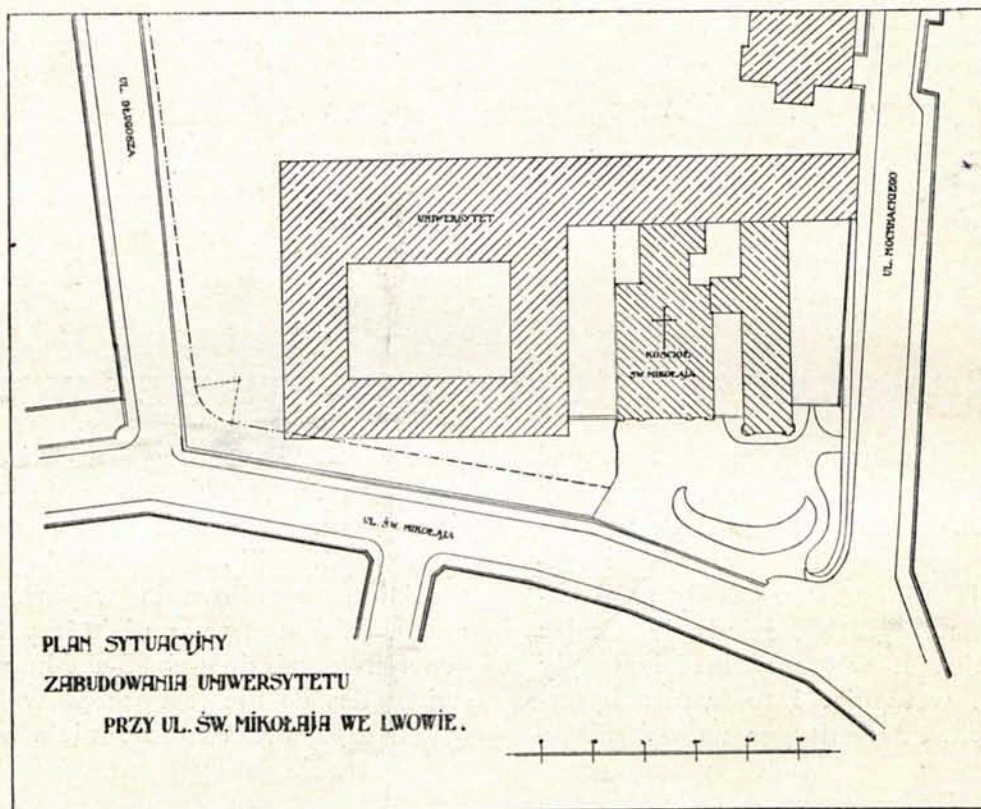 UL. DŁUGOSZA
UNIWERSYTET
UL. MOCHNACKIEGO
KOŚCIÓŁ
ŚW. MIKOŁAJA
UL. ŚW. MIKOŁAJA
PLAN SYTUACYJNY
ZABUDOWANIA UNIWERSYTETU
PRZY UL. ŚW. MIKOŁAJA WE LWOWIE.